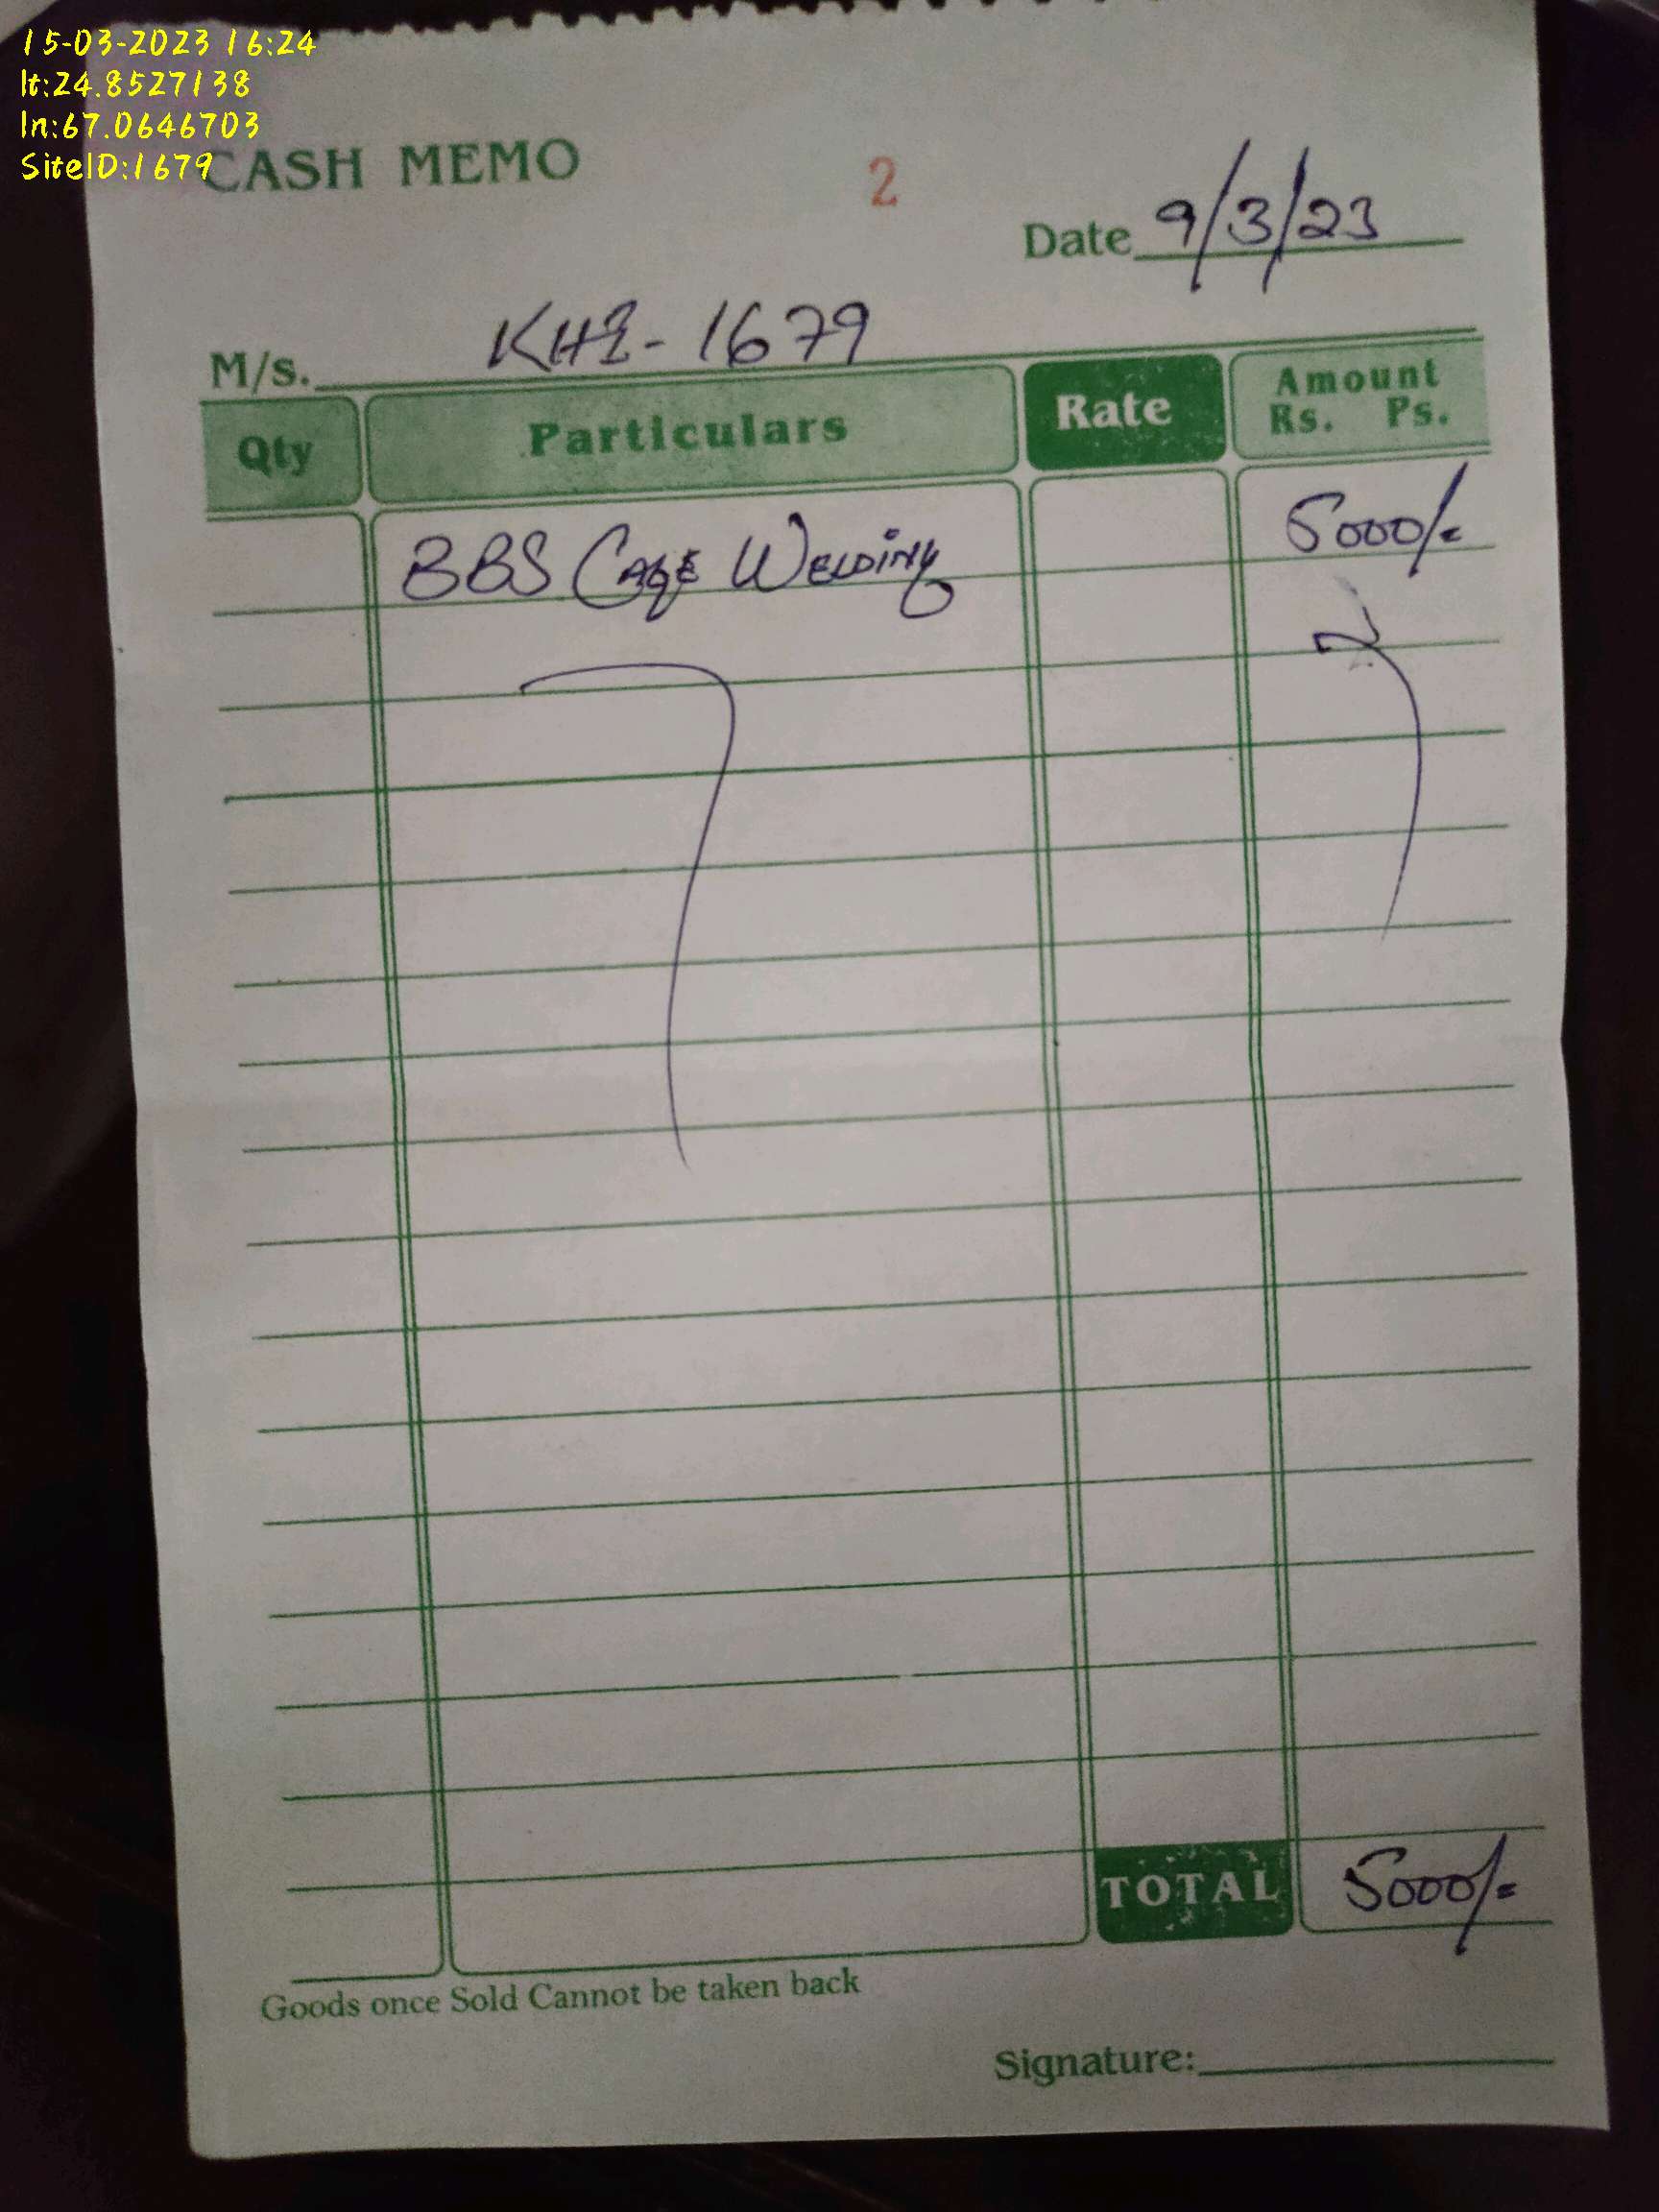 15-03-2023 16:24
lt:24.8527138
ln:67.0646703
SiteID:1679
CASH MEMO
2
Date 9/3/23
M/s. KHI-1679
Qty Particulars Rate Amount
Rs. Ps.
BBS CAGE WELDING 5000/=
TOTAL 5000/=
Goods once Sold Cannot be taken back
Signature: